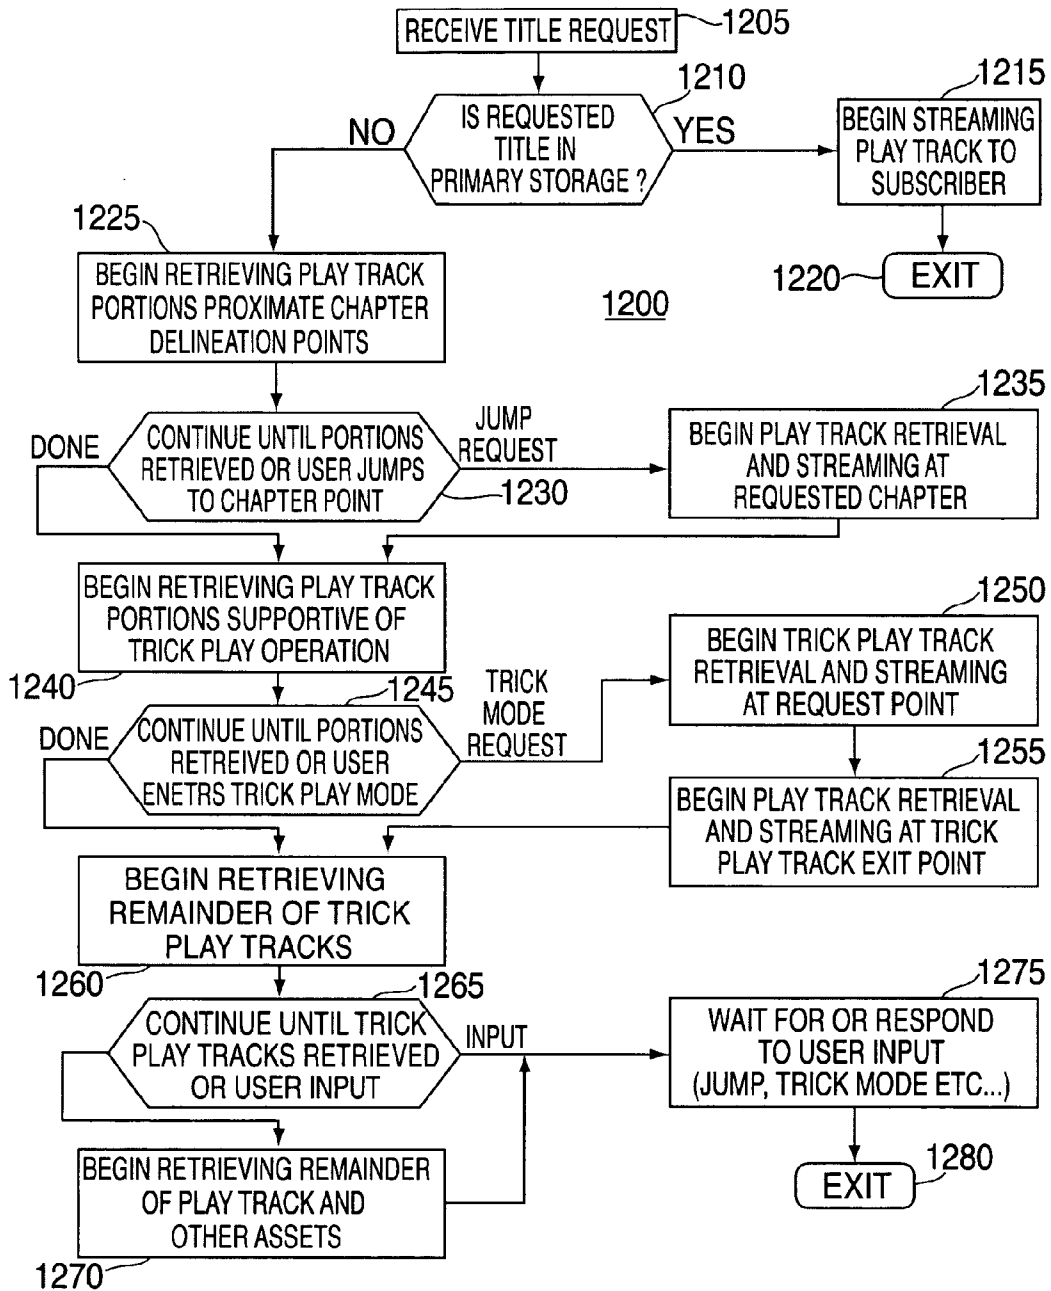 RECEIVE TITLE REQUEST
1205
IS REQUESTED
TITLE IN
PRIMARY STORAGE ?
1210
NO
YES
1215
BEGIN STREAMING
PLAY TRACK TO
SUBSCRIBER
1220
EXIT
1200
1225
BEGIN RETRIEVING PLAY TRACK
PORTIONS PROXIMATE CHAPTER
DELINEATION POINTS
DONE
CONTINUE UNTIL PORTIONS
RETRIEVED OR USER JUMPS
TO CHAPTER POINT
1230
JUMP
REQUEST
1235
BEGIN PLAY TRACK RETRIEVAL
AND STREAMING AT
REQUESTED CHAPTER
BEGIN RETRIEVING PLAY TRACK
PORTIONS SUPPORTIVE OF
TRICK PLAY OPERATION
1240
1245
DONE
CONTINUE UNTIL PORTIONS
RETREIVED OR USER
ENETRS TRICK PLAY MODE
TRICK
MODE
REQUEST
1250
BEGIN TRICK PLAY TRACK
RETRIEVAL AND STREAMING
AT REQUEST POINT
1255
BEGIN PLAY TRACK RETRIEVAL
AND STREAMING AT TRICK
PLAY TRACK EXIT POINT
BEGIN RETRIEVING
REMAINDER OF TRICK
PLAY TRACKS
1260
1265
CONTINUE UNTIL TRICK
PLAY TRACKS RETRIEVED
OR USER INPUT
INPUT
1275
WAIT FOR OR RESPOND
TO USER INPUT
(JUMP, TRICK MODE ETC...)
BEGIN RETRIEVING REMAINDER
OF PLAY TRACK AND
OTHER ASSETS
1270
EXIT
1280